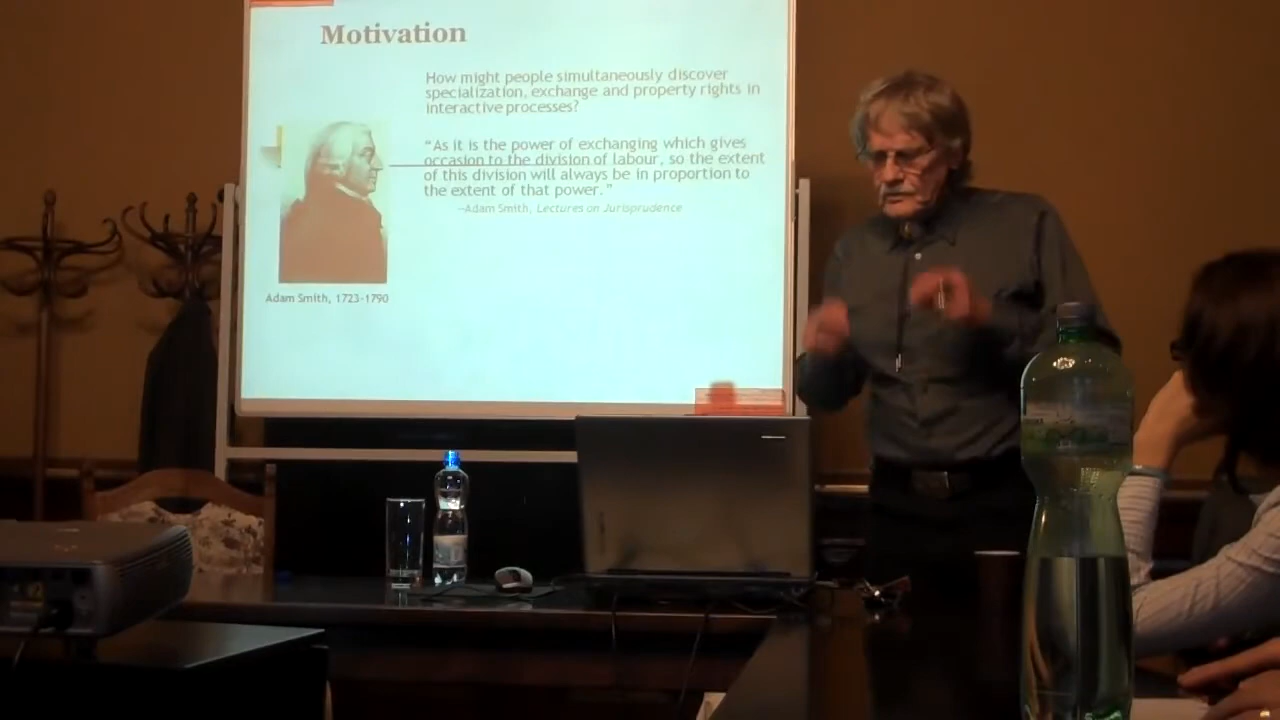 Motivation
How might people simultaneously discover
specialization, exchange and property rights in
interactive processes?
“As it is the power of exchanging which gives
occasion to the division of labour, so the extent
of this division will always be in proportion to
the extent of that power.”
—Adam Smith, Lectures on Jurisprudence
Adam Smith, 1723-1790